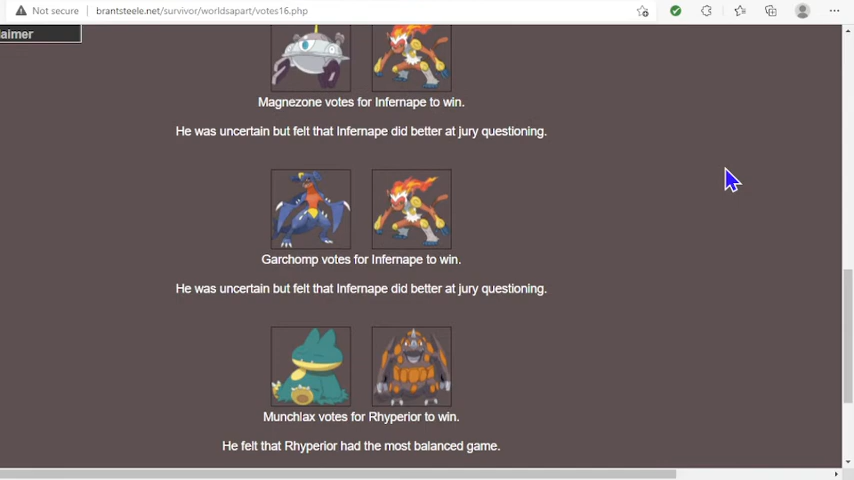 Not secure
brantsteele.net/survivor/worldsapart/votes16.php
laimer
Magnezone votes for Infernape to win.
He was uncertain but felt that Infernape did better at jury questioning.
Garchomp votes for Infernape to win.
He was uncertain but felt that Infernape did better at jury questioning.
Munchlax votes for Rhyperior to win.
He felt that Rhyperior had the most balanced game.